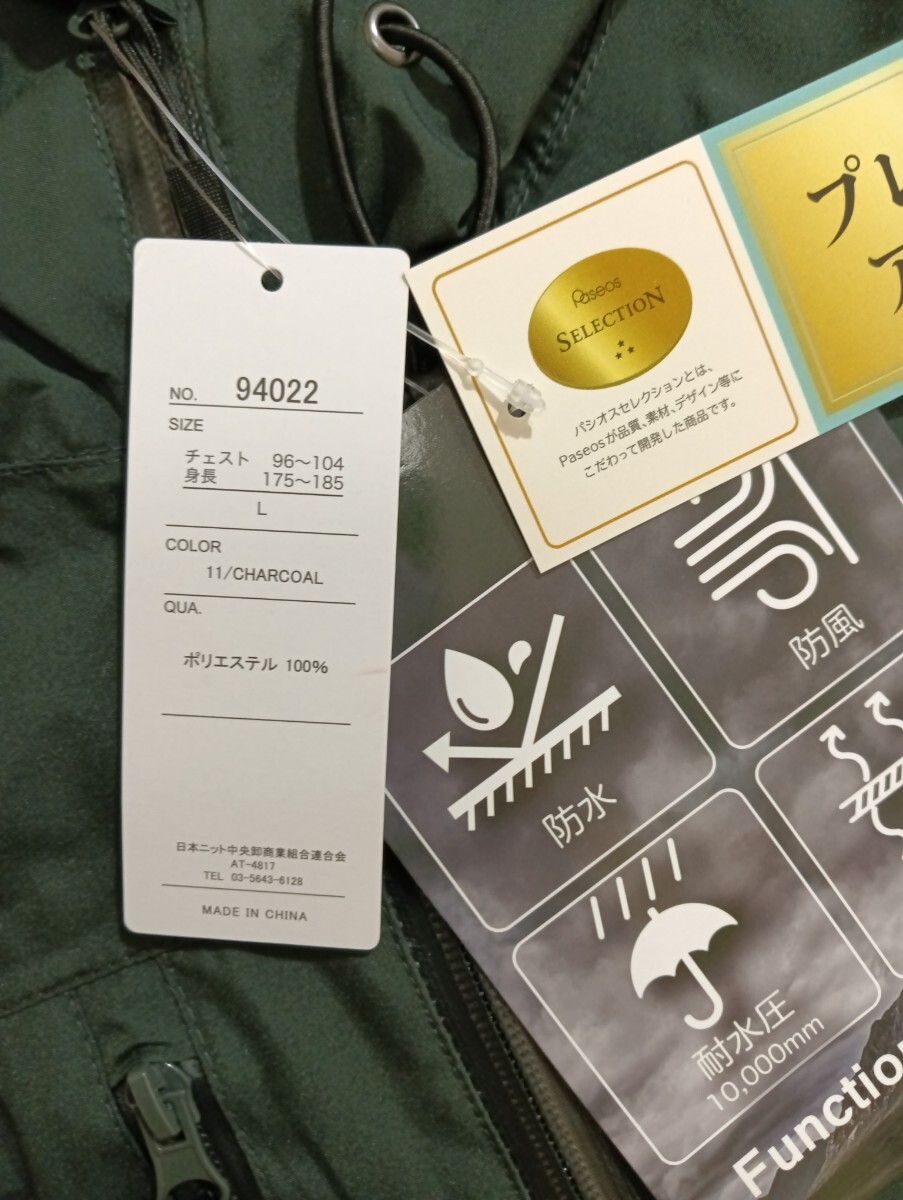 NO. 94022
SIZE
チェスト 96～104
身長 175～185
L
COLOR
11/CHARCOAL
QUA.
ポリエステル 100%
日本ニット中央卸商業組合連合会
AT-4817
TEL 03-5643-6128
MADE IN CHINA
Paseos
SELECTION
パシオスセレクションとは、
Paseosが品質、素材、デザイン等に
こだわって開発した商品です。
プレ
防風
防水
耐水圧
10,000mm
Function